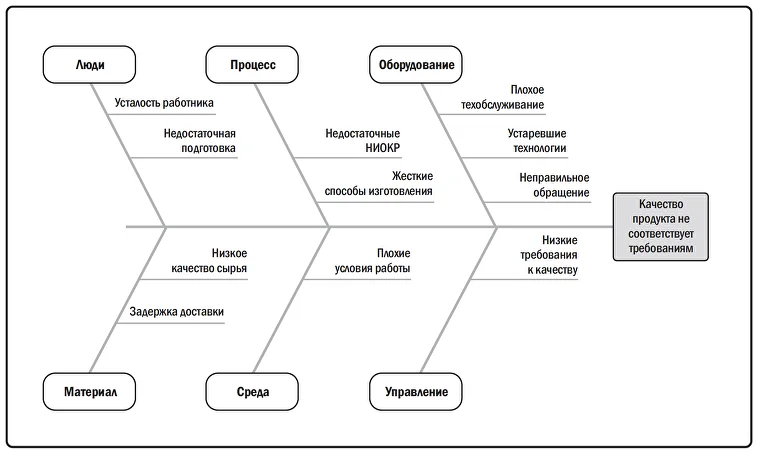 Люди
Процесс
Оборудование
Усталость работника
Недостаточная
подготовка
Недостаточные
НИОКР
Жесткие
способы изготовления
Плохое
техобслуживание
Устаревшие
технологии
Неправильное
обращение
Качество
продукта не
соответствует
требованиям
Низкое
качество сырья
Задержка доставки
Плохие
условия работы
Низкие
требования
к качеству
Материал
Среда
Управление